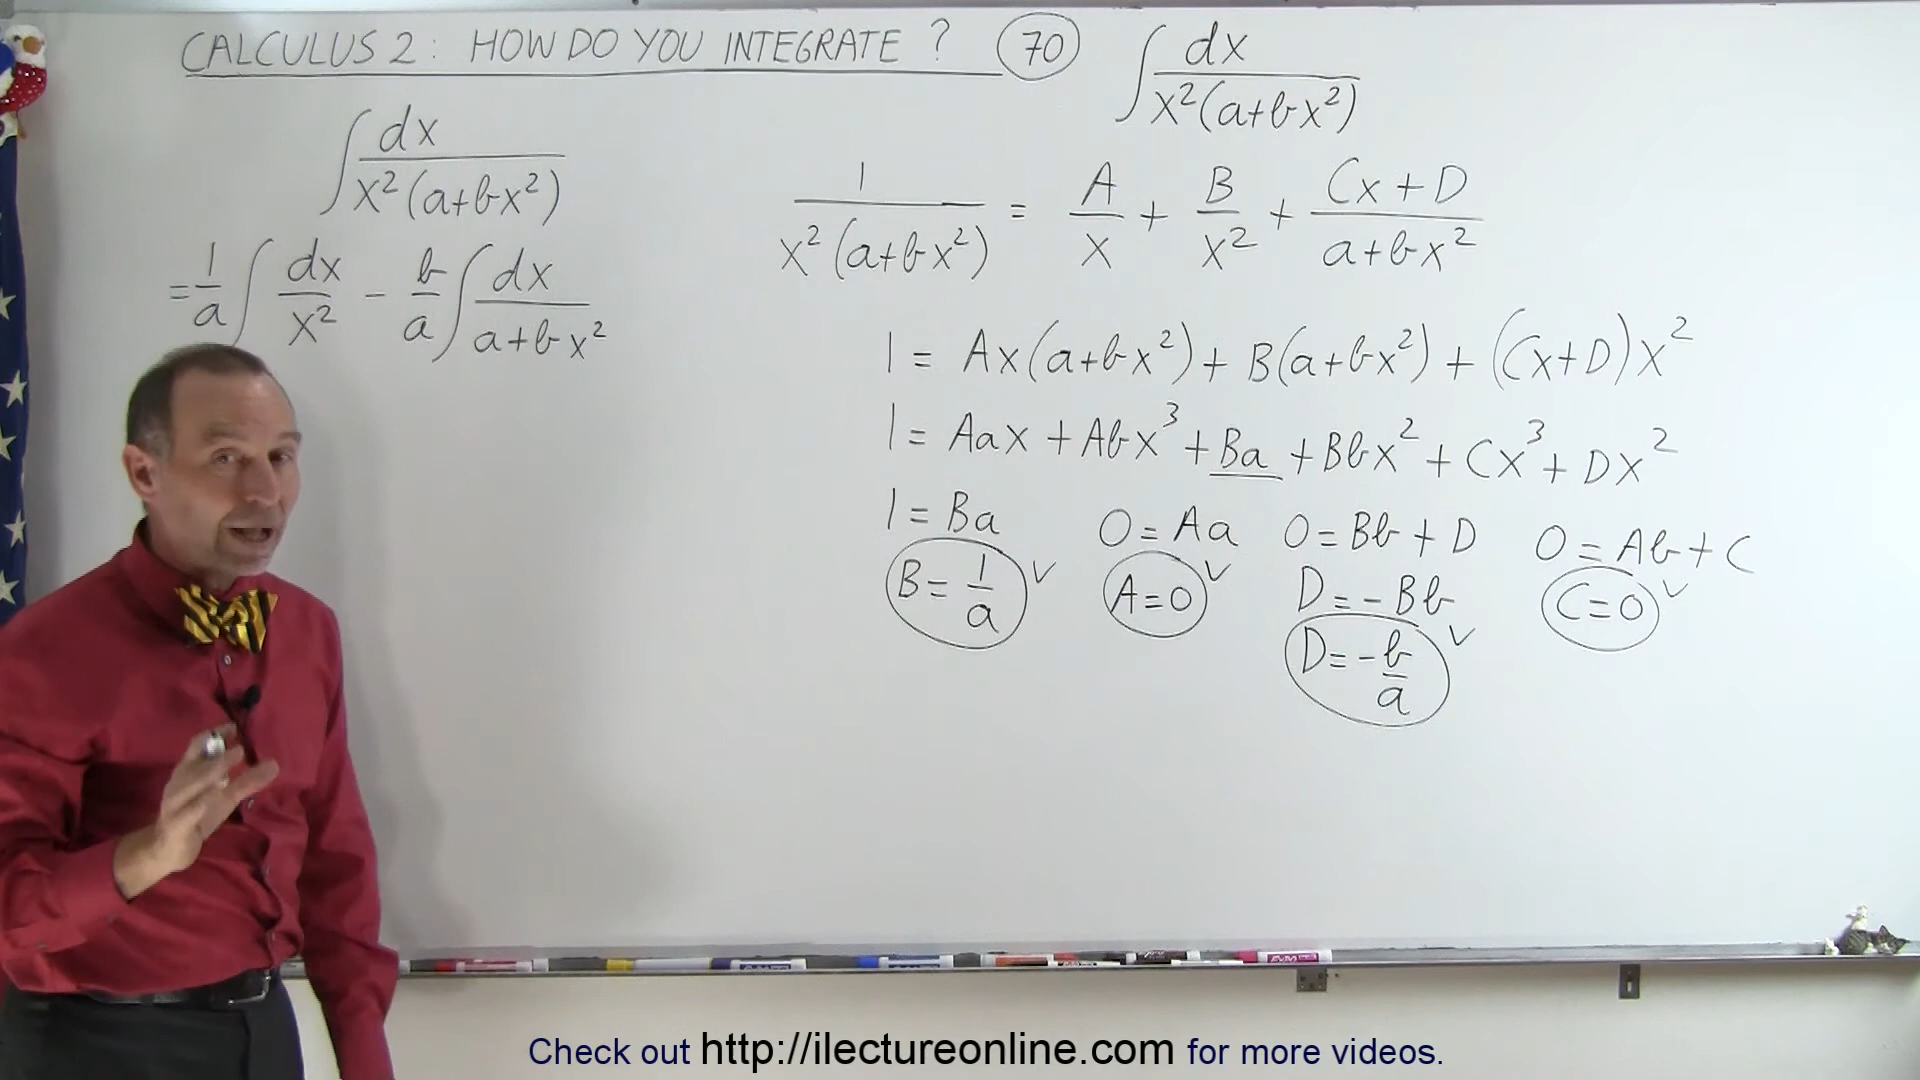 CALCULUS 2 : HOW DO YOU INTEGRATE ? (70) ∫ dx / x²(a+bx²)
∫ dx / x²(a+bx²)
= 1/a ∫ dx/x² - b/a ∫ dx / a+bx²
1 / x²(a+bx²) = A/x + B/x² + Cx+D / a+bx²
1 = Ax(a+bx²) + B(a+bx²) + (Cx+D)x²
1 = Aax + Abx³ + Ba + Bbx² + Cx³ + Dx²
1 = Ba 0 = Aa 0 = Bb + D 0 = Ab + C
B = 1/a ✓ A = 0 ✓ D = -Bb C = 0 ✓
D = -b/a ✓
Check out http://ilectureonline.com for more videos.